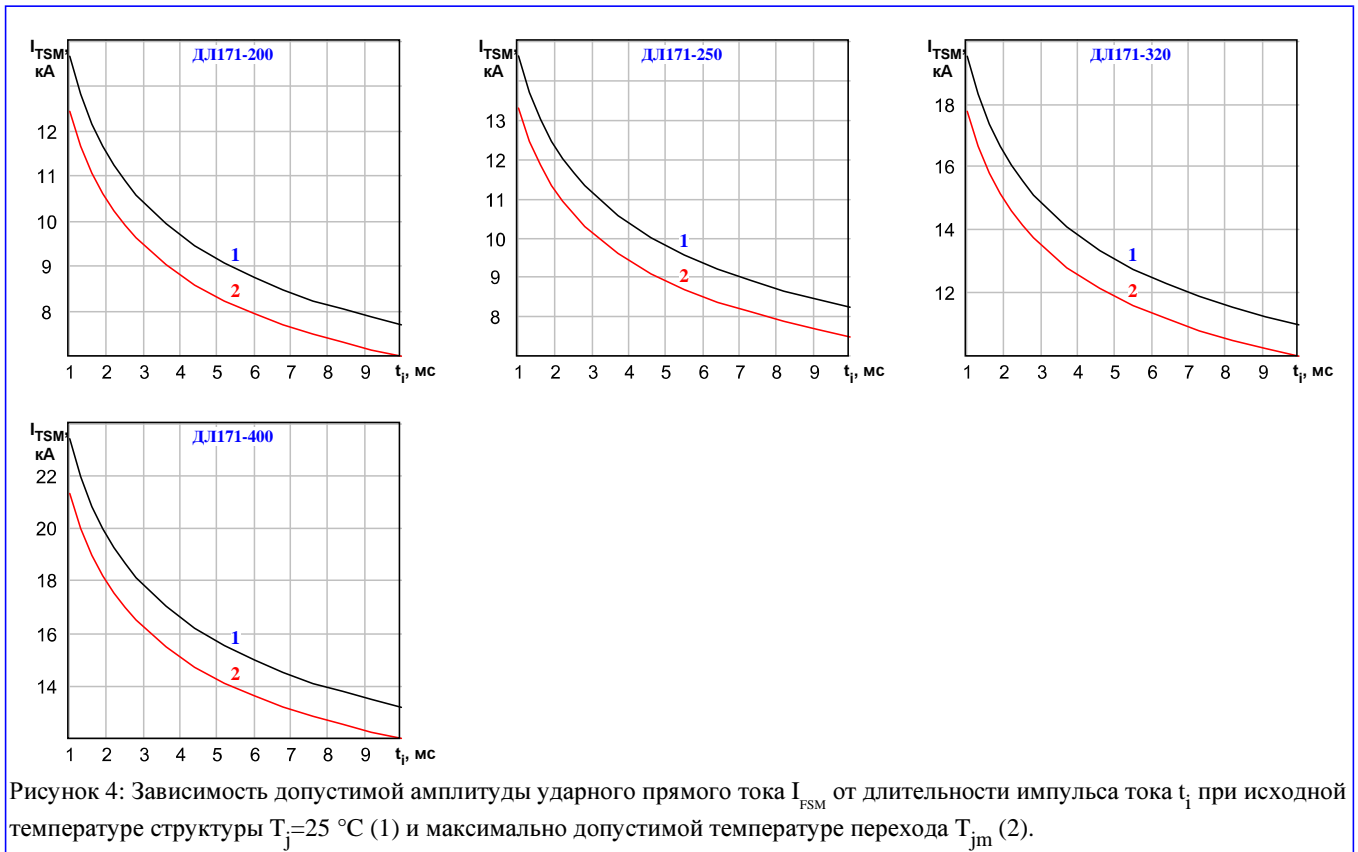 I_TSM, кА
ДЛ171-200
12
11
10
9
8
1
2
1 2 3 4 5 6 7 8 9 t_i, мс
I_TSM, кА
ДЛ171-250
13
12
11
10
9
8
1
2
1 2 3 4 5 6 7 8 9 t_i, мс
I_TSM, кА
ДЛ171-320
18
16
14
12
1
2
1 2 3 4 5 6 7 8 9 t_i, мс
I_TSM, кА
ДЛ171-400
22
20
18
16
14
1
2
1 2 3 4 5 6 7 8 9 t_i, мс
Рисунок 4: Зависимость допустимой амплитуды ударного прямого тока I_FSM от длительности импульса тока t_i при исходной
температуре структуры T_j=25 °C (1) и максимально допустимой температуре перехода T_jm (2).